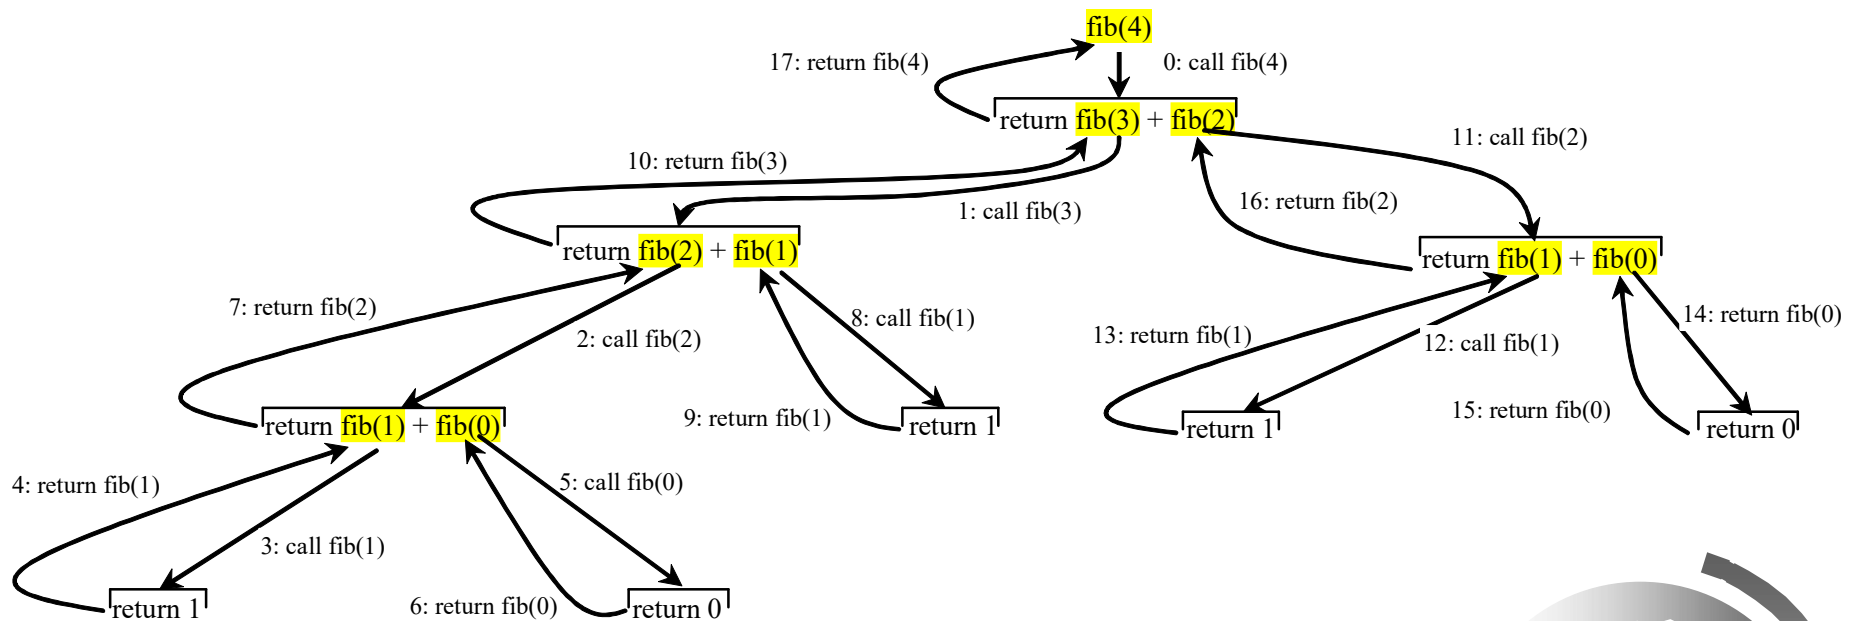 fib(4)
17: return fib(4)
0: call fib(4)
return fib(3) + fib(2)
11: call fib(2)
10: return fib(3)
16: return fib(2)
1: call fib(3)
return fib(2) + fib(1)
return fib(1) + fib(0)
7: return fib(2)
8: call fib(1)
14: return fib(0)
2: call fib(2)
13: return fib(1)
12: call fib(1)
9: return fib(1)
15: return fib(0)
return fib(1) + fib(0)
return 1
return 1
return 0
4: return fib(1)
5: call fib(0)
3: call fib(1)
6: return fib(0)
return 1
return 0